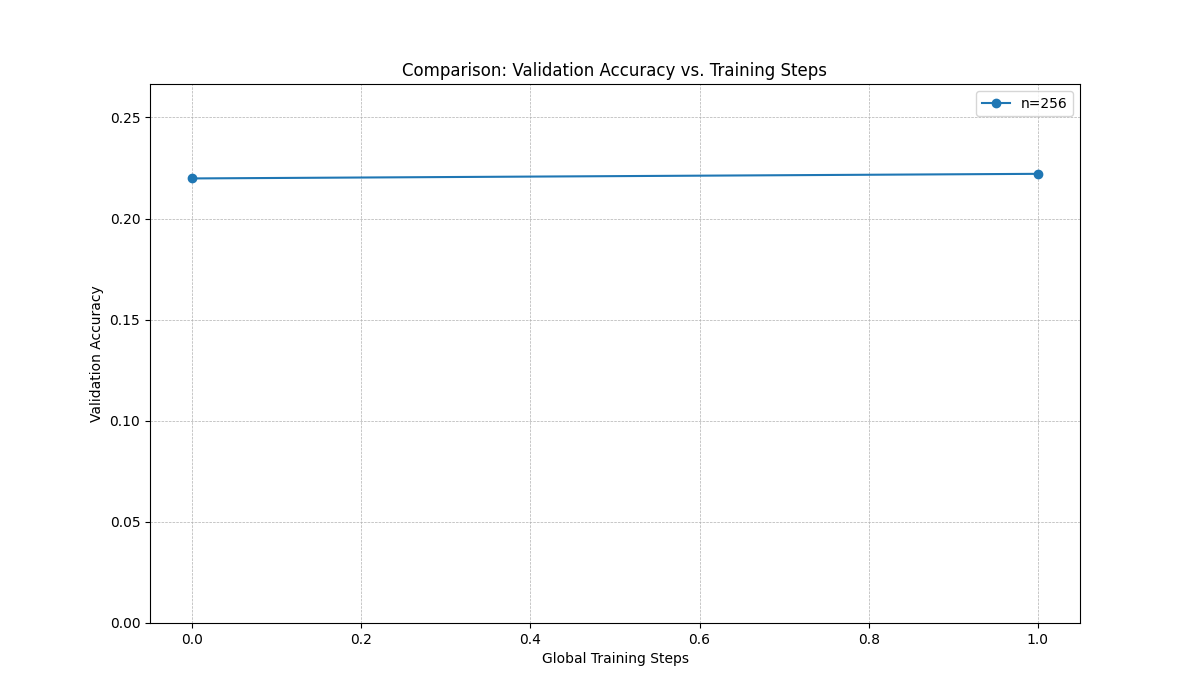 Comparison: Validation Accuracy vs. Training Steps
n=256
0.25
0.20
0.15
0.10
0.05
0.00
Validation Accuracy
0.0 0.2 0.4 0.6 0.8 1.0
Global Training Steps